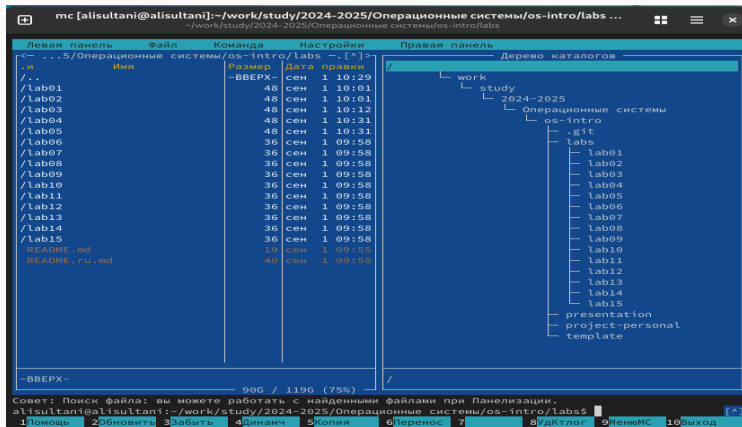 mc [alisultani@alisultani]:~/work/study/2024-2025/Операционные системы/os-intro/labs ...
~/work/study/2024-2025/Операционные системы/os-intro/labs
Левая панель Файл Команда Настройки Правая панель
<— ...5/Операционные системы/os-intro/labs —.[^]>
.и Имя Размер Дата правки
/.. -ВВЕРХ- сен 1 10:29
/lab01 48 сен 1 10:01
/lab02 48 сен 1 10:01
/lab03 48 сен 1 10:12
/lab04 48 сен 1 10:31
/lab05 48 сен 1 10:31
/lab06 36 сен 1 09:58
/lab07 36 сен 1 09:58
/lab08 36 сен 1 09:58
/lab09 36 сен 1 09:58
/lab10 36 сен 1 09:58
/lab11 36 сен 1 09:58
/lab12 36 сен 1 09:58
/lab13 36 сен 1 09:58
/lab14 36 сен 1 09:58
/lab15 36 сен 1 09:58
README.md 19 сен 1 09:55
README.ru.md 40 сен 1 09:55
-ВВЕРХ-
90G / 119G (75%)
Дерево каталогов
/
work
study
2024-2025
Операционные системы
os-intro
.git
labs
lab01
lab02
lab03
lab04
lab05
lab06
lab07
lab08
lab09
lab10
lab11
lab12
lab13
lab14
lab15
presentation
project-personal
template
/
Совет: Поиск файла: вы можете работать с найденными файлами при Панелизации.
alisultani@alisultani:~/work/study/2024-2025/Операционные системы/os-intro/labs$ [^]
1Помощь 2Обновить 3Забыть 4Динамч 5Копия 6Перенос 7 8УдКтлог 9МенюМС 10Выход